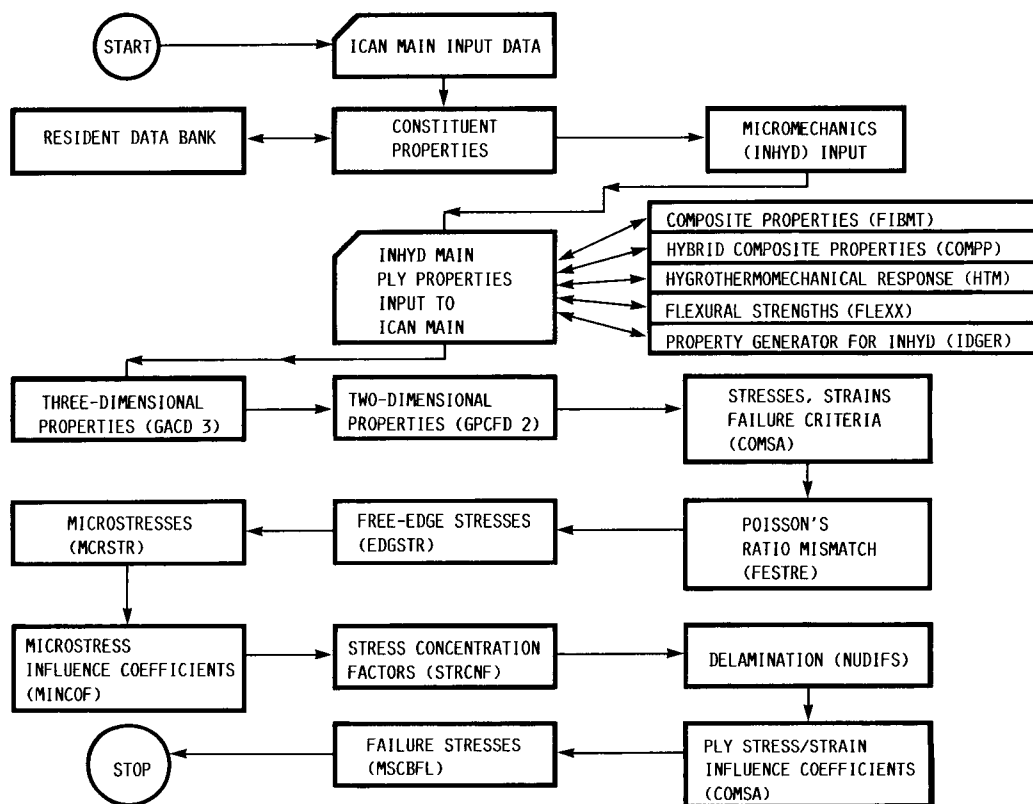 START
ICAN MAIN INPUT DATA
RESIDENT DATA BANK
CONSTITUENT
PROPERTIES
MICROMECHANICS
(INHYD) INPUT
INHYD MAIN
PLY PROPERTIES
INPUT TO
ICAN MAIN
COMPOSITE PROPERTIES (FIBMT)
HYBRID COMPOSITE PROPERTIES (COMPP)
HYGROTHERMOMECHANICAL RESPONSE (HTM)
FLEXURAL STRENGTHS (FLEXX)
PROPERTY GENERATOR FOR INHYD (IDGER)
THREE-DIMENSIONAL
PROPERTIES (GACD 3)
TWO-DIMENSIONAL
PROPERTIES (GPCFD 2)
STRESSES, STRAINS
FAILURE CRITERIA
(COMSA)
MICROSTRESSES
(MCRSTR)
FREE-EDGE STRESSES
(EDGSTR)
POISSON'S
RATIO MISMATCH
(FESTRE)
MICROSTRESS
INFLUENCE COEFFICIENTS
(MINCOF)
STRESS CONCENTRATION
FACTORS (STRCNF)
DELAMINATION (NUDIFS)
STOP
FAILURE STRESSES
(MSCBFL)
PLY STRESS/STRAIN
INFLUENCE COEFFICIENTS
(COMSA)